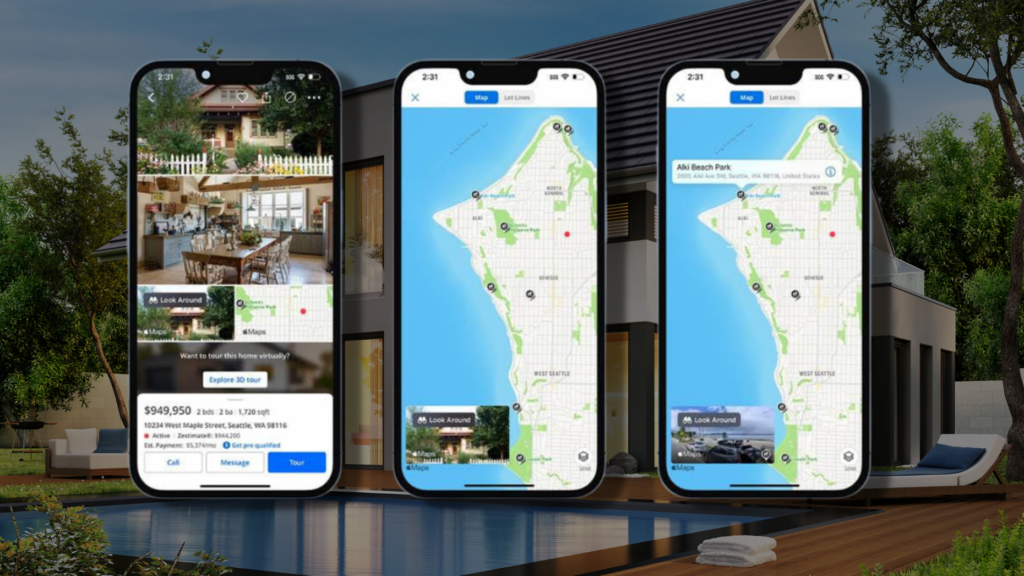 2:31
SOS
Look Around
Maps
Maps
Want to tour this home virtually?
Explore 3D tour
$949,950 2 bds 2 ba 1,720 sqft
10234 West Maple Street, Seattle, WA 98116
Active Zestimate®: $944,200
Est. Payment: $5,374/mo Get pre-qualified
Call Message Tour
2:31
SOS
Map Lot Lines
NORTH
ADMIRAL
ALKI
GENESEE
WEST SEATTLE
Look Around
Maps
2:31
SOS
Map Lot Lines
Alki Beach Park
Alki Ave SW, Seattle, WA 98116, United States
NORTH
ADMIRAL
ALKI
GENESEE
WEST SEATTLE
Look Around
Maps